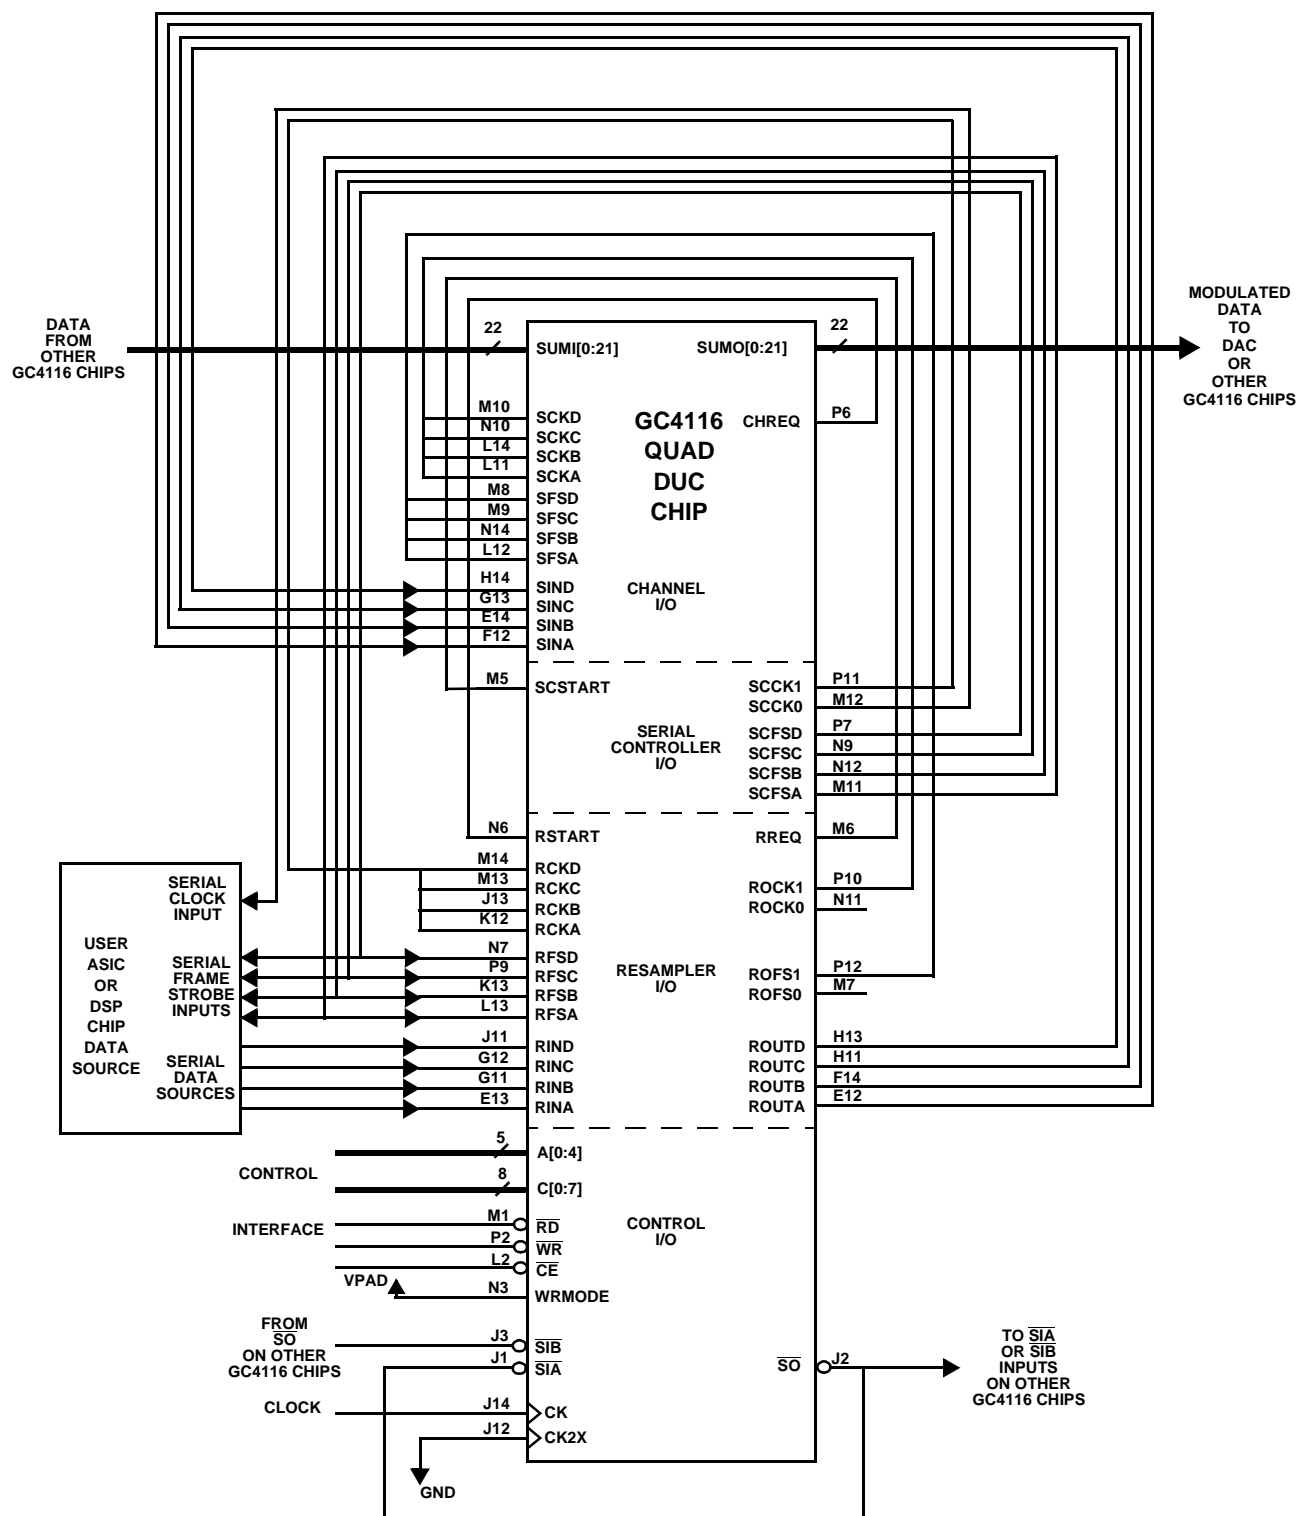 DATA
FROM
OTHER
GC4116 CHIPS
22
SUMI[0:21]
SUMO[0:21]
22
MODULATED
DATA
TO
DAC
OR
OTHER
GC4116 CHIPS
GC4116
QUAD
DUC
CHIP
CHREQ
P6
M10
SCKD
N10
SCKC
L14
SCKB
L11
SCKA
M8
SFSD
M9
SFSC
N14
SFSB
L12
SFSA
CHANNEL
I/O
H14
SIND
G13
SINC
E14
SINB
F12
SINA
M5
SCSTART
SERIAL
CONTROLLER
I/O
SCCK1
P11
SCCK0
M12
SCFSD
P7
SCFSC
N9
SCFSB
N12
SCFSA
M11
N6
RSTART
RREQ
M6
M14
RCKD
M13
RCKC
J13
RCKB
K12
RCKA
ROCK1
P10
ROCK0
N11
N7
RFSD
P9
RFSC
K13
RFSB
L13
RFSA
RESAMPLER
I/O
ROFS1
P12
ROFS0
M7
J11
RIND
G12
RINC
G11
RINB
E13
RINA
ROUTD
H13
ROUTC
H11
ROUTB
F14
ROUTA
E12
USER
ASIC
OR
DSP
CHIP
DATA
SOURCE
SERIAL
CLOCK
INPUT
SERIAL
FRAME
STROBE
INPUTS
SERIAL
DATA
SOURCES
CONTROL
INTERFACE
5
A[0:4]
8
C[0:7]
M1
RD
P2
WR
L2
CE
VPAD
N3
WRMODE
CONTROL
I/O
FROM
SO
ON OTHER
GC4116 CHIPS
J3
SIB
J1
SIA
SO
J2
TO SIA
OR SIB
INPUTS
ON OTHER
GC4116 CHIPS
CLOCK
J14
CK
J12
CK2X
GND